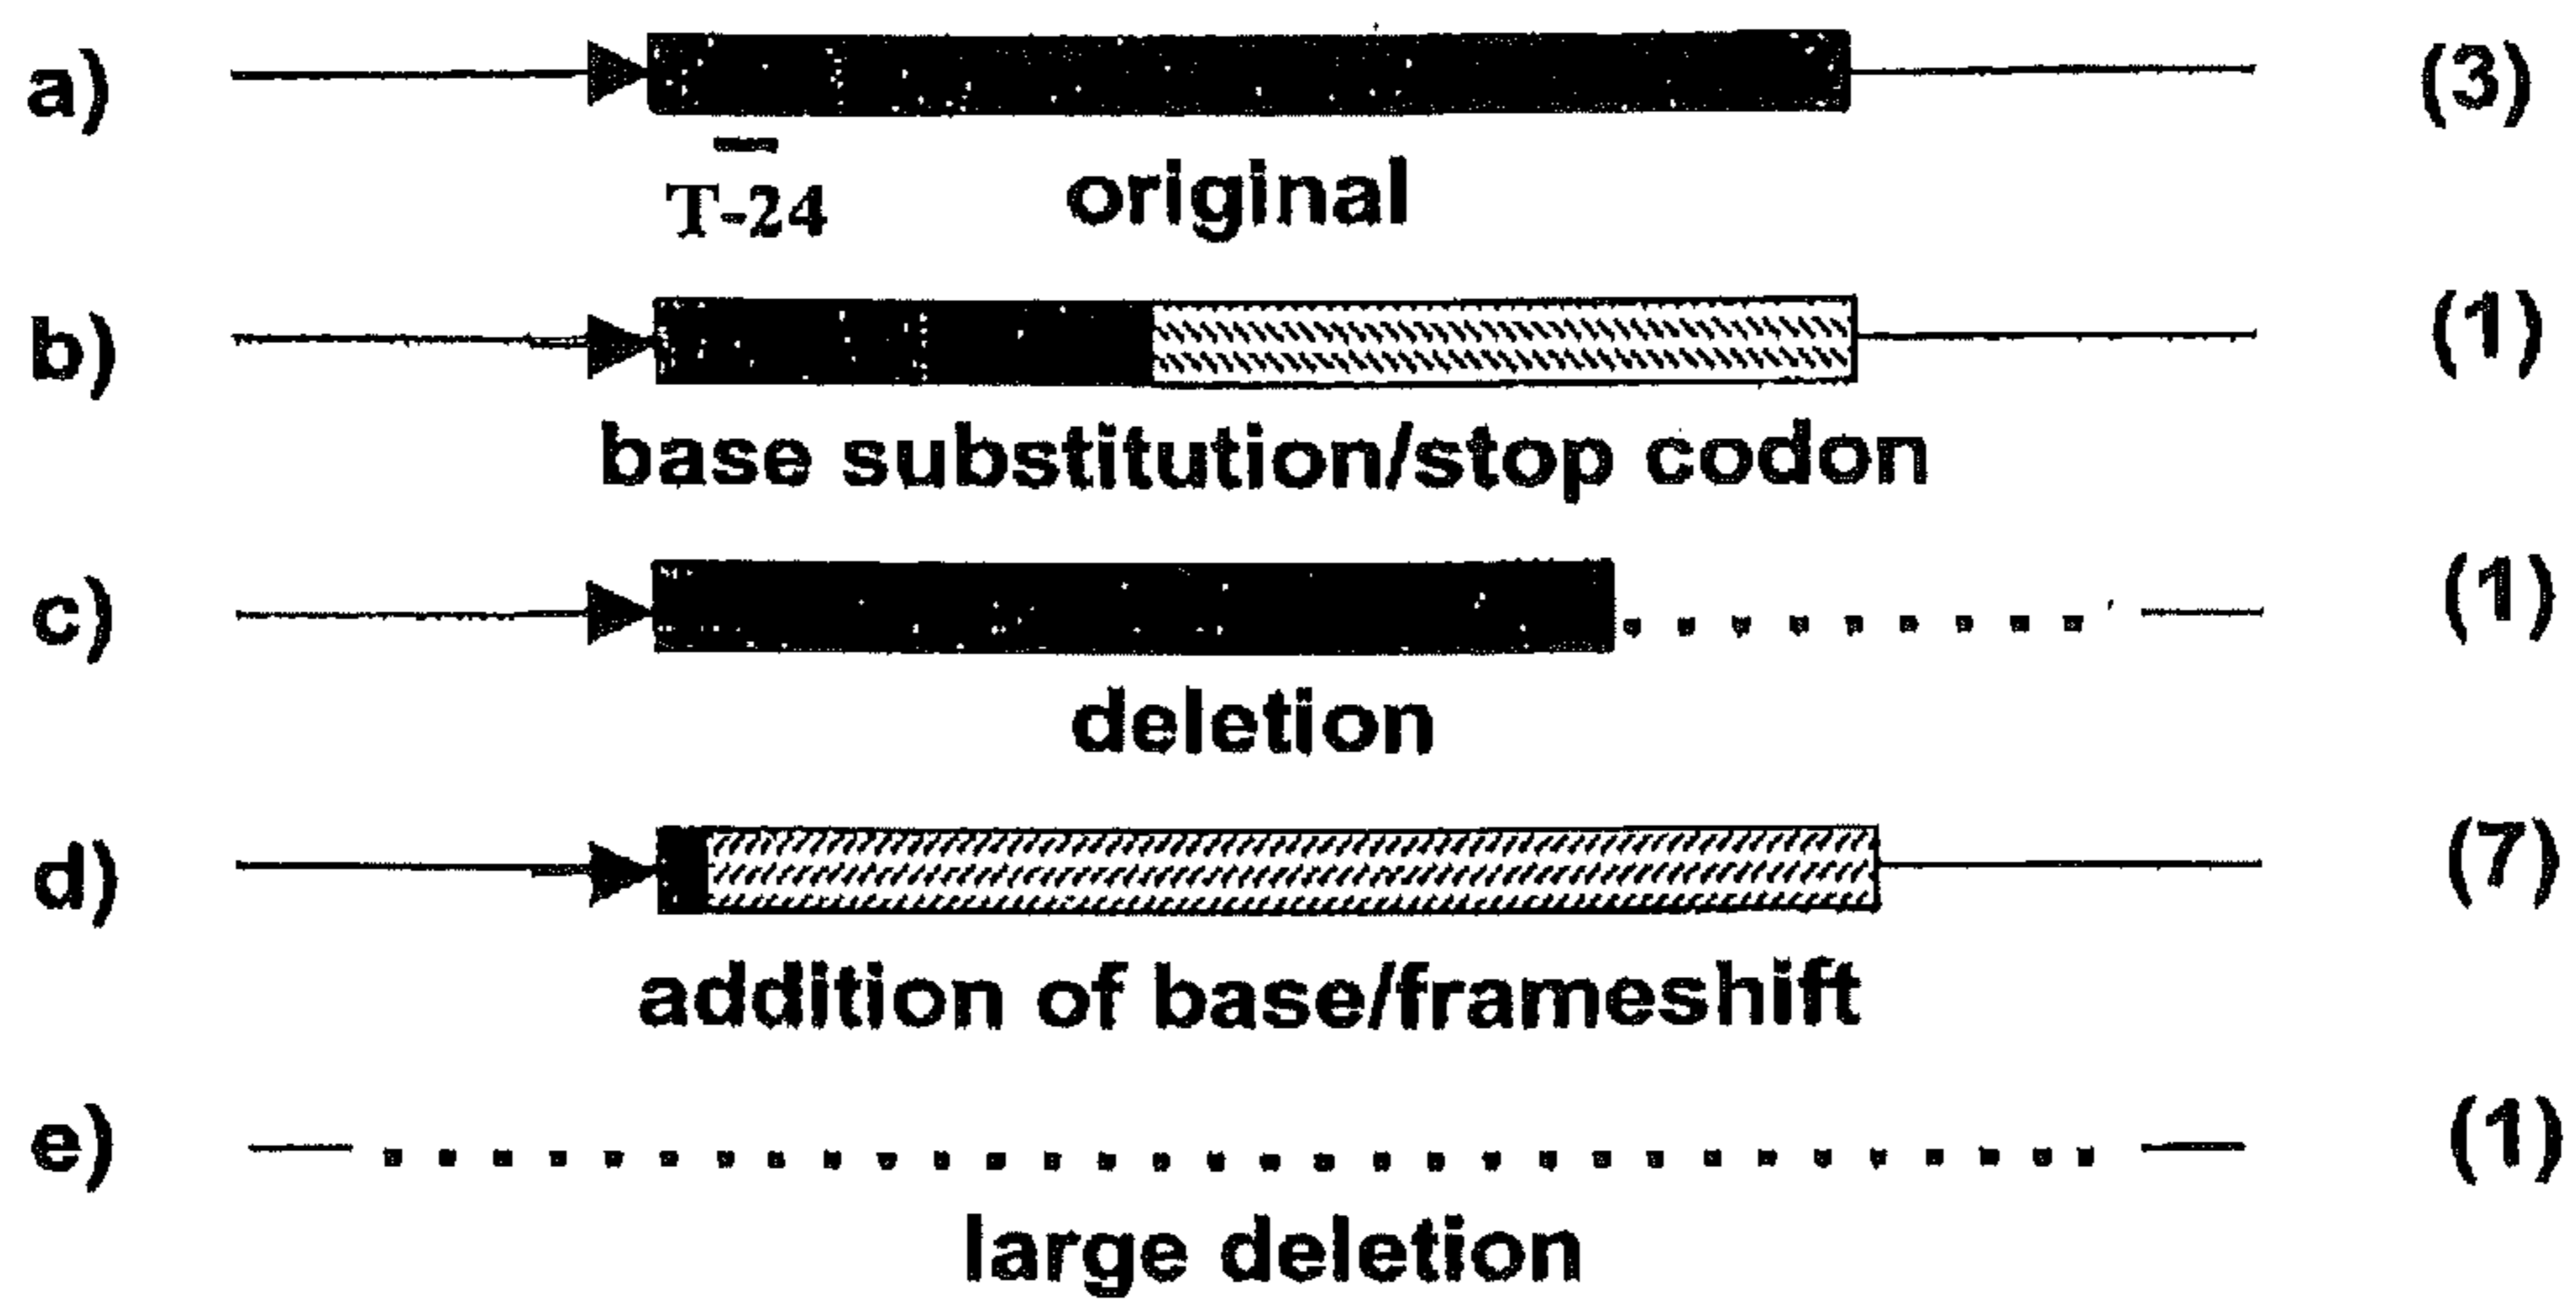 a) (3)
T-24 original
b) (1)
base substitution/stop codon
c) (1)
deletion
d) (7)
addition of base/frameshift
e) (1)
large deletion